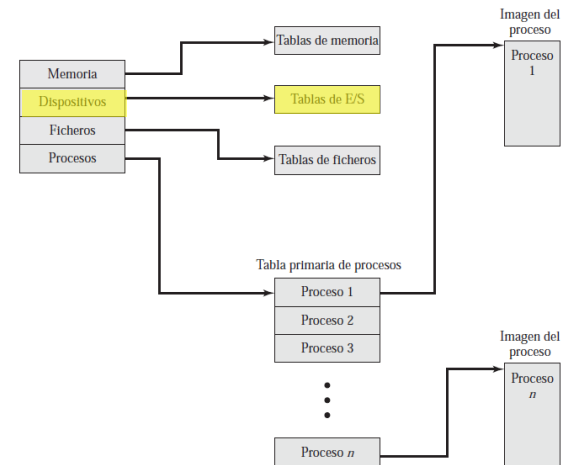 Imagen del
proceso
Tablas de memoria
Proceso
1
Memoria
Dispositivos
Tablas de E/S
Ficheros
Procesos
Tablas de ficheros
Tabla primaria de procesos
Proceso 1
Proceso 2
Proceso 3
Imagen del
proceso
Proceso
n
Proceso n